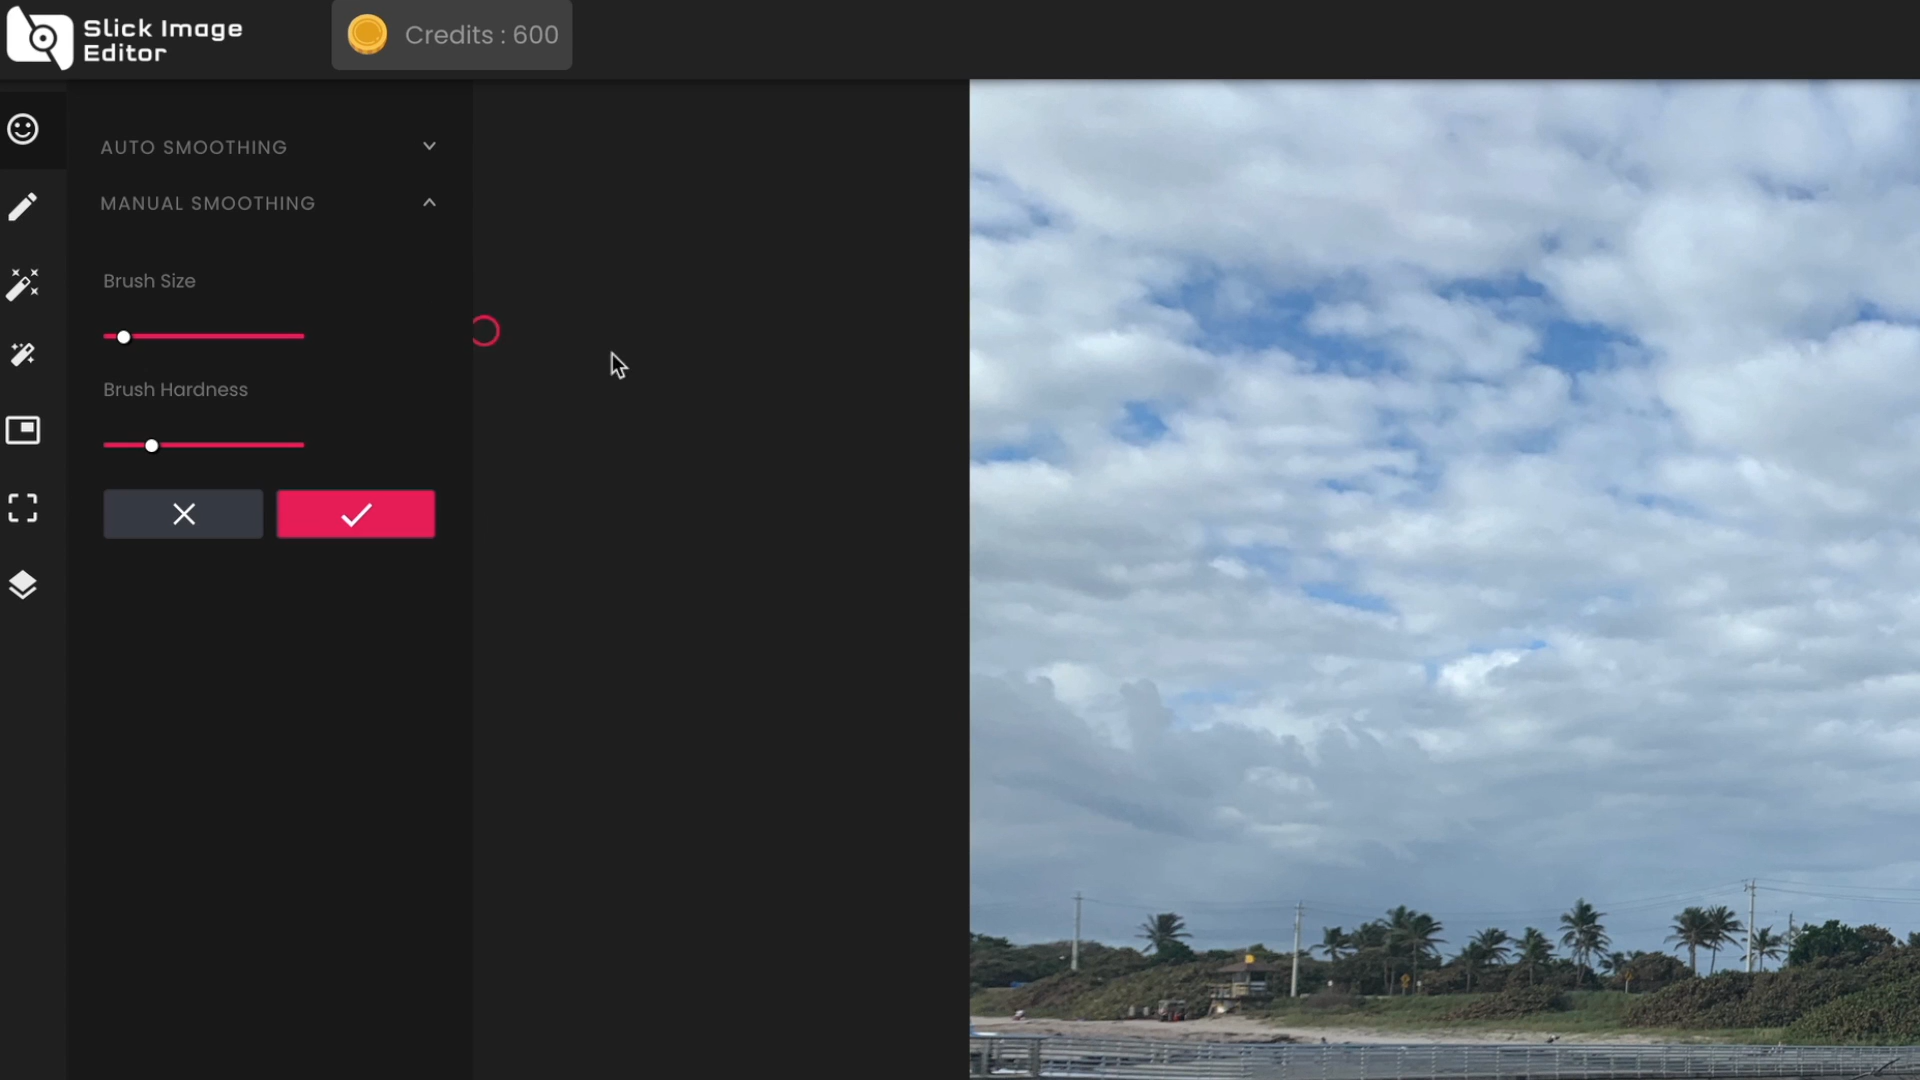 Slick Image
Editor
Credits : 600
AUTO SMOOTHING
MANUAL SMOOTHING
Brush Size
Brush Hardness